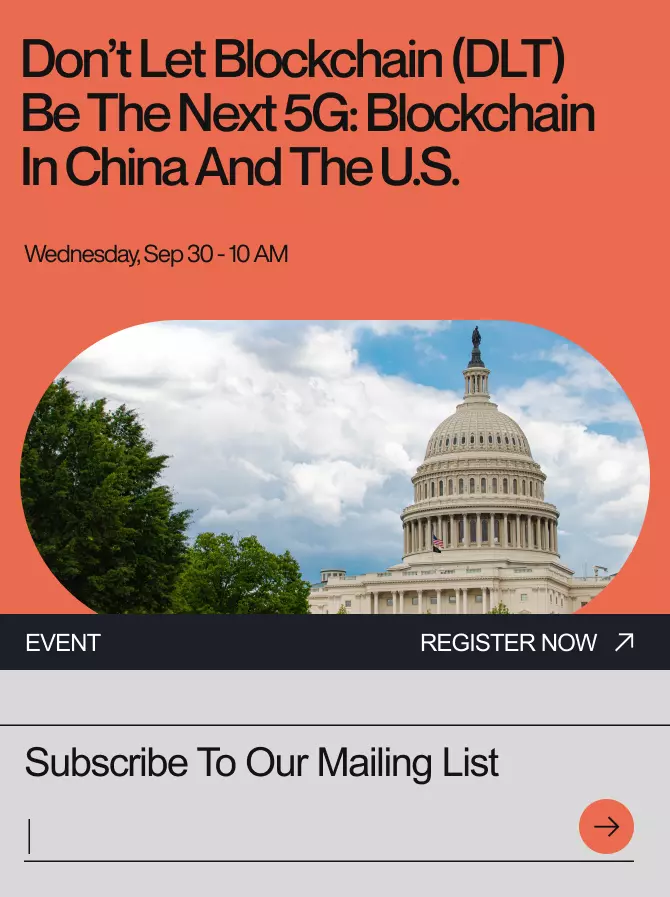 Don’t Let Blockchain (DLT)
Be The Next 5G: Blockchain
In China And The U.S.
Wednesday, Sep 30 - 10 AM
EVENT
REGISTER NOW
Subscribe To Our Mailing List